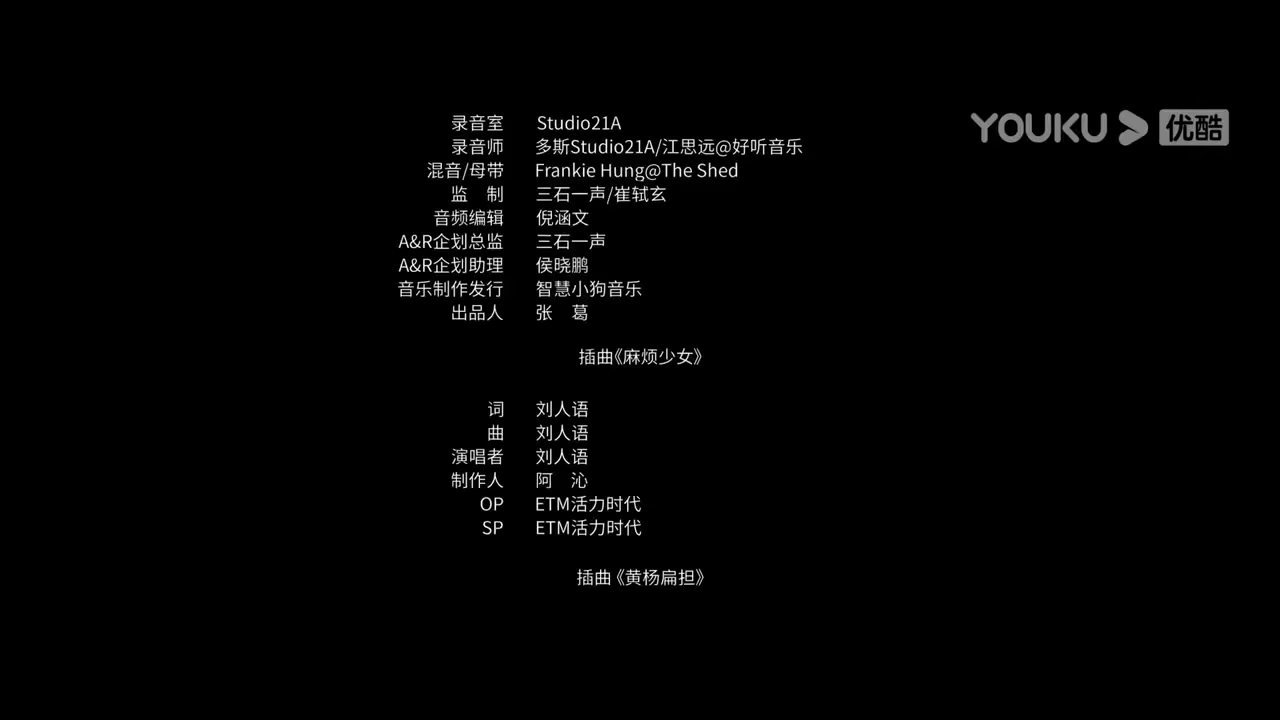 YOUKU 优酷
录音室 Studio21A
录音师 多斯Studio21A/江思远@好听音乐
混音/母带 Frankie Hung@The Shed
监 制 三石一声/崔轼玄
音频编辑 倪涵文
A&R企划总监 三石一声
A&R企划助理 侯晓鹏
音乐制作发行 智慧小狗音乐
出品人 张 葛
插曲《麻烦少女》
词 刘人语
曲 刘人语
演唱者 刘人语
制作人 阿 沁
OP ETM活力时代
SP ETM活力时代
插曲《黄杨扁担》